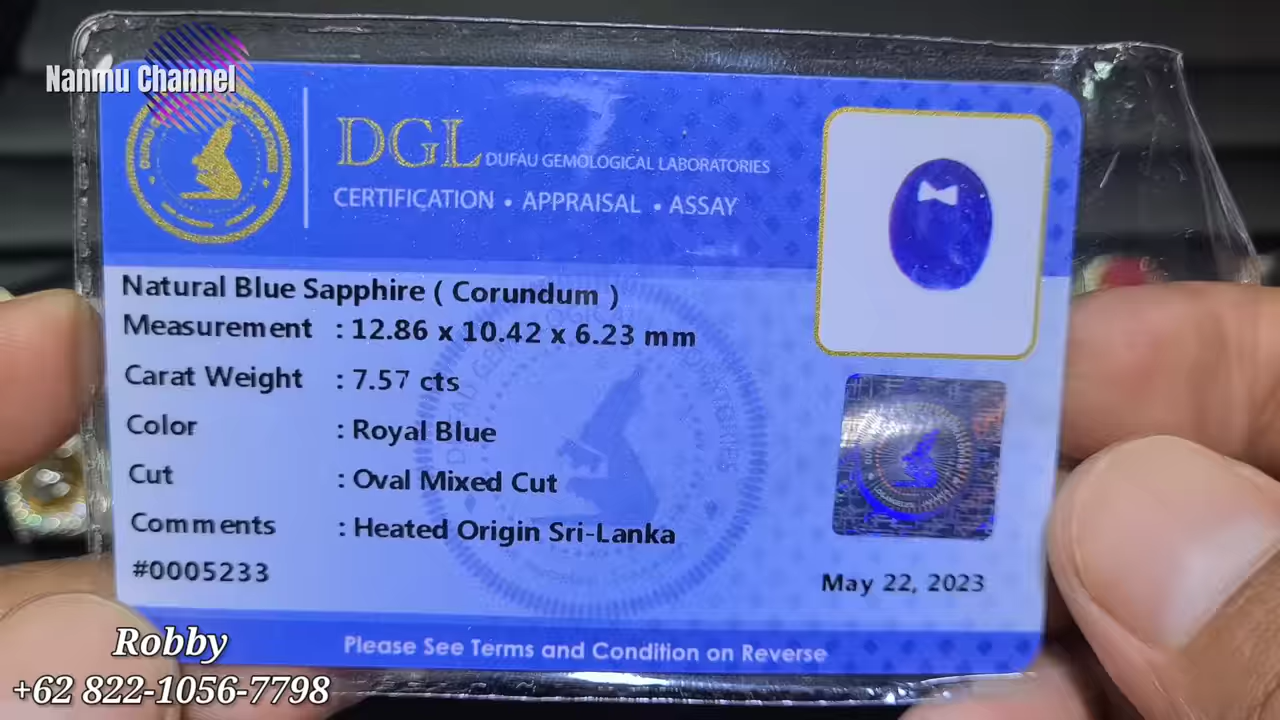 Nanmu Channel
DGL DUFAU GEMOLOGICAL LABORATORIES
CERTIFICATION • APPRAISAL • ASSAY
Natural Blue Sapphire ( Corundum )
Measurement : 12.86 x 10.42 x 6.23 mm
Carat Weight : 7.57 cts
Color : Royal Blue
Cut : Oval Mixed Cut
Comments : Heated Origin Sri-Lanka
#0005233
May 22, 2023
Please See Terms and Condition on Reverse
Robby
+62 822-1056-7798